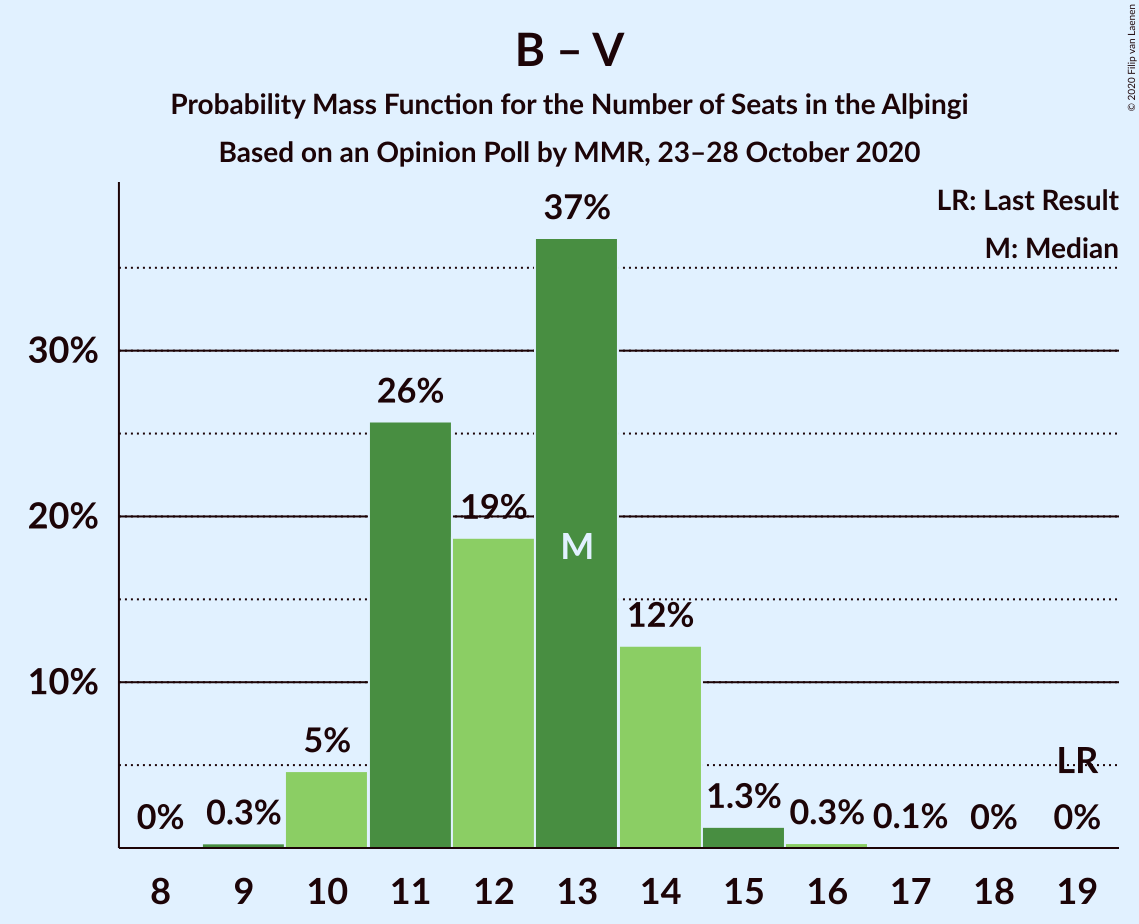 B – V
Probability Mass Function for the Number of Seats in the Alþingi
Based on an Opinion Poll by MMR, 23–28 October 2020
© 2020 Filip van Laenen
LR: Last Result
M: Median
37%
30%
26%
20%
19%
M
12%
10%
5%
LR
0%
0.3%
1.3%
0.3%
0.1%
0%
0%
8 9 10 11 12 13 14 15 16 17 18 19